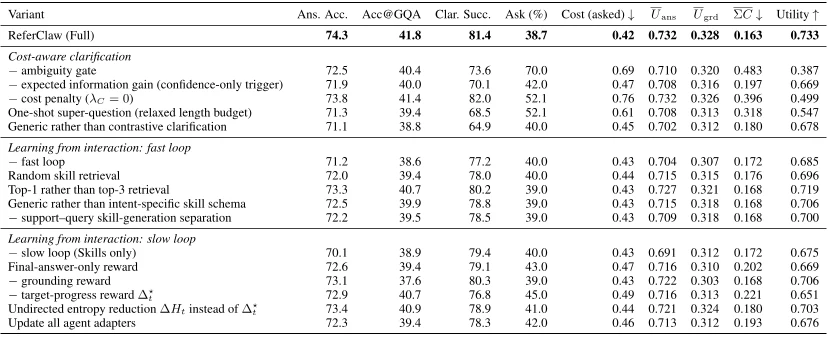 Variant Ans. Acc. Acc@GQA Clar. Succ. Ask (%) Cost (asked) ↓ U̅ans U̅grd Σ̅C̅ ↓ Utility ↑
ReferClaw (Full) 74.3 41.8 81.4 38.7 0.42 0.732 0.328 0.163 0.733
Cost-aware clarification
− ambiguity gate 72.5 40.4 73.6 70.0 0.69 0.710 0.320 0.483 0.387
− expected information gain (confidence-only trigger) 71.9 40.0 70.1 42.0 0.47 0.708 0.316 0.197 0.669
− cost penalty (λC = 0) 73.8 41.4 82.0 52.1 0.76 0.732 0.326 0.396 0.499
One-shot super-question (relaxed length budget) 71.3 39.4 68.5 52.1 0.61 0.708 0.313 0.318 0.547
Generic rather than contrastive clarification 71.1 38.8 64.9 40.0 0.45 0.702 0.312 0.180 0.678
Learning from interaction: fast loop
− fast loop 71.2 38.6 77.2 40.0 0.43 0.704 0.307 0.172 0.685
Random skill retrieval 72.0 39.4 78.0 40.0 0.44 0.715 0.315 0.176 0.696
Top-1 rather than top-3 retrieval 73.3 40.7 80.2 39.0 0.43 0.727 0.321 0.168 0.719
Generic rather than intent-specific skill schema 72.5 39.9 78.8 39.0 0.43 0.715 0.318 0.168 0.706
− support–query skill-generation separation 72.2 39.5 78.5 39.0 0.43 0.709 0.318 0.168 0.700
Learning from interaction: slow loop
− slow loop (Skills only) 70.1 38.9 79.4 40.0 0.43 0.691 0.312 0.172 0.675
Final-answer-only reward 72.6 39.4 79.1 43.0 0.47 0.716 0.310 0.202 0.669
− grounding reward 73.1 37.6 80.3 39.0 0.43 0.722 0.303 0.168 0.706
− target-progress reward Δt⋆ 72.9 40.7 76.8 45.0 0.49 0.716 0.313 0.221 0.651
Undirected entropy reduction ΔHt instead of Δt⋆ 73.4 40.9 78.9 41.0 0.44 0.721 0.324 0.180 0.703
Update all agent adapters 72.3 39.4 78.3 42.0 0.46 0.713 0.312 0.193 0.676